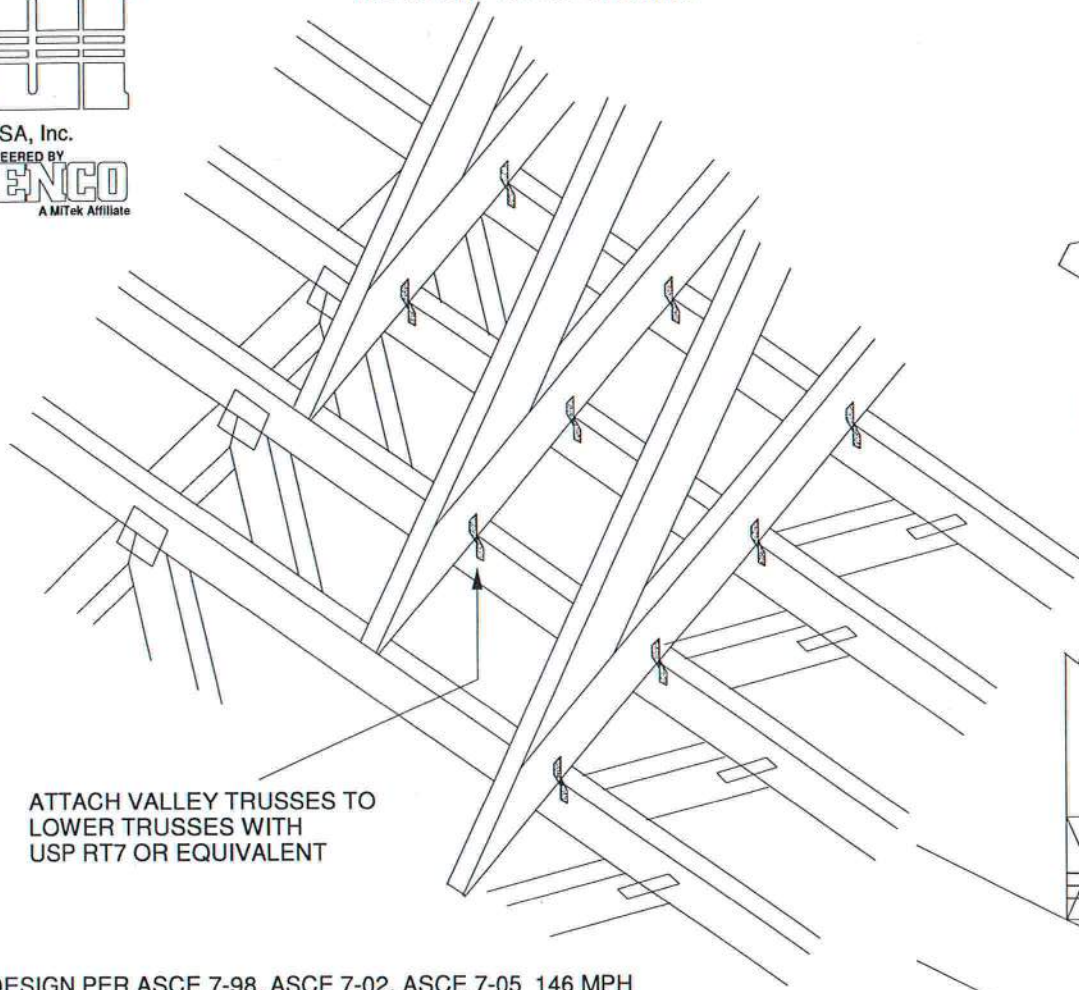 SA, Inc.
EERED BY
ENCO
A MiTek Affiliate
ATTACH VALLEY TRUSSES TO
LOWER TRUSSES WITH
USP RT7 OR EQUIVALENT
DESIGN PER ASCE 7-98, ASCE 7-02, ASCE 7-05 146 MPH